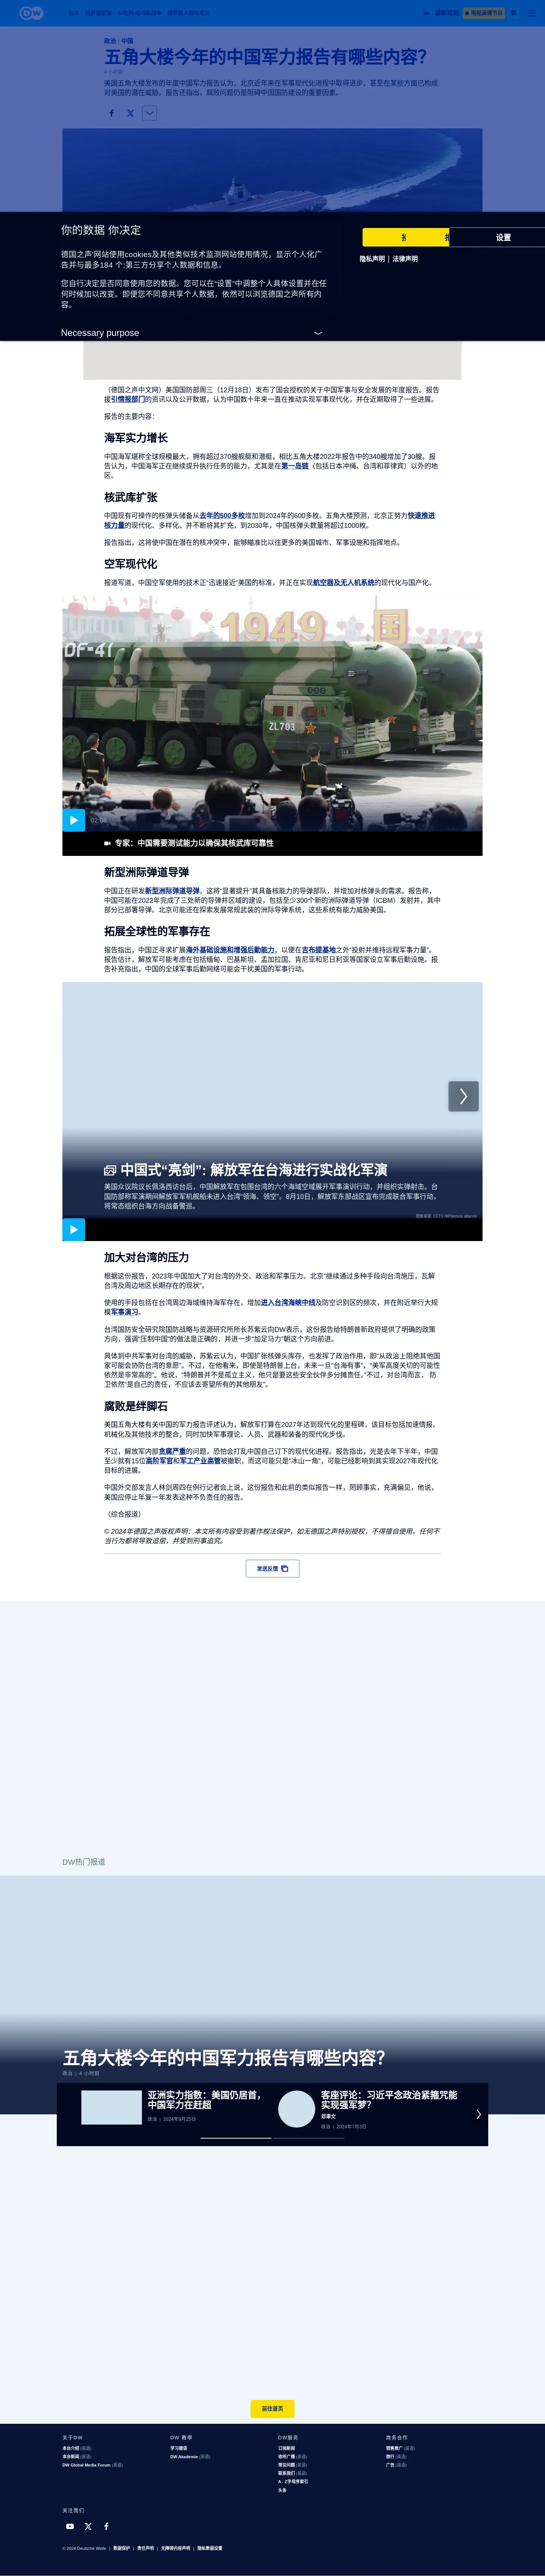 DW
最新视频
电视直播节目
政治 | 中国
五角大楼今年的中国军力报告有哪些内容？
4 小时前
美国五角大楼发布的年度中国军力报告认为，北京近年来在军事现代化进程中取得进步，甚至在某些方面已构成
对美国的潜在威胁，报告还指出，腐败问题仍是阻碍中国国防建设的重要因素。
你的数据 你决定
德国之声'网站使用cookies及其他类似技术监测网站使用情况，显示个人化广
告并与最多184 个;第三方分享个人数据和信息。
您自行决定是否同意使用您的数据。您可以在"设置"中调整个人具体设置并在任
何时候加以改变。即便您不同意共享个人数据，依然可以浏览德国之声所有内
容。
设置
隐私声明 | 法律声明
Necessary purpose
（德国之声中文网）美国国防部周三（12月18日）发布了国会授权的关于中国军事与安全发展的年度报告。报告
援引情报部门的资讯以及公开数据，认为中国数十年来一直在推动实现军事现代化，并在近期取得了一些进展。
报告的主要内容：
海军实力增长
中国海军堪称全球规模最大，拥有超过370艘舰艇和潜艇，相比五角大楼2022年报告中的340艘增加了30艘。报
告认为，中国海军正在继续提升执行任务的能力，尤其是在第一岛链（包括日本冲绳、台湾和菲律宾）以外的地
区。
核武库扩张
中国现有可操作的核弹头储备从去年的500多枚增加到2024年的600多枚。五角大楼预测，北京正努力快速推进
核力量的现代化、多样化，并不断将其扩充，到2030年，中国核弹头数量将超过1000枚。
报告指出，这将使中国在潜在的核冲突中，能够瞄准比以往更多的美国城市、军事设施和指挥地点。
空军现代化
报道写道，中国空军使用的技术正“迅速接近”美国的标准，并正在实现航空器及无人机系统的现代化与国产化。
1949 国
DF-41
ZL703
02:08
专家：中国需要测试能力以确保其核武库可靠性
新型洲际弹道导弹
中国正在研发新型洲际弹道导弹，这将“显著提升”其具备核能力的导弹部队，并增加对核弹头的需求。报告称，
中国可能在2022年完成了三处新的导弹井区域的建设，包括至少300个新的洲际弹道导弹（ICBM）发射井，其中
部分已部署导弹。北京可能还在探索发展常规武装的洲际导弹系统，这些系统有能力威胁美国。
拓展全球性的军事存在
报告指出，中国正寻求扩展海外基础设施和增强后勤能力，以便在吉布提基地之外“投射并维持远程军事力量”。
报告估计，解放军可能考虑在包括缅甸、巴基斯坦、孟加拉国、肯尼亚和尼日利亚等国家设立军事后勤设施。报
告补充指出，中国的全球军事后勤网络可能会干扰美国的军事行动。
中国式“亮剑”：解放军在台海进行实战化军演
美国众议院议长佩洛西访台后，中国解放军在包围台湾的六个海域空域展开军事演训行动，并组织实弹射击。台
国防部称军演期间解放军军机舰船未进入台湾“领海、领空”。8月10日，解放军东部战区宣布完成联合军事行动，
将常态组织台海方向战备警巡。
图像来源: CCTV /AP/picture alliance
加大对台湾的压力
根据这份报告，2023年中国加大了对台湾的外交、政治和军事压力。北京“继续通过多种手段向台湾施压，瓦解
台湾及周边地区长期存在的现状”。
使用的手段包括在台湾周边海域维持海军存在，增加进入台湾海峡中线及防空识别区的频次，并在附近举行大规
模军事演习。
台湾国防安全研究院国防战略与资源研究所所长苏紫云向DW表示，这份报告给特朗普新政府提供了明确的政策
方向，强调“压制中国”的做法是正确的，并进一步“加足马力”朝这个方向前进。
具体到中共军事对台湾的威胁，苏紫云认为，中国扩张核弹头库存，也发挥了政治作用，即“从政治上阻绝其他国
家可能会协防台湾的意愿”。不过，在他看来，即使是特朗普上台，未来一旦“台海有事”，“美军高度关切的可能性
依然是非常高的”。他说，“特朗普并不是孤立主义，他只是要这些安全伙伴多分摊责任。”不过，对台湾而言， 防
卫依然“是自己的责任，不应该去寄望所有的其他朋友”。
腐败是绊脚石
美国五角大楼有关中国的军力报告评述认为，解放军打算在2027年达到现代化的里程碑，该目标包括加速情报、
机械化及其他技术的整合，同时加快军事理论、人员、武器和装备的现代化步伐。
不过，解放军内部贪腐严重的问题，恐怕会打乱中国自己订下的现代化进程。报告指出，光是去年下半年，中国
至少就有15位高阶军官和军工产业高管被撤职，而这可能只是“冰山一角”，可能已经影响到其实现2027年现代化
目标的进展。
中国外交部发言人林剑周四在例行记者会上说，这份报告和此前的类似报告一样，罔顾事实，充满偏见，他说，
美国应停止年复一年发表这种不负责任的报告。
（综合报道）
© 2024年德国之声版权声明：本文所有内容受到著作权法保护，如无德国之声特别授权，不得擅自使用。任何不
当行为都将导致追偿，并受到刑事追究。
发送反馈
DW热门报道
五角大楼今年的中国军力报告有哪些内容？
政治 | 4 小时前
亚洲实力指数：美国仍居首，
中国军力在赶超
政治 | 2024年9月25日
客座评论：习近平念政治紧箍咒能
实现强军梦？
邓聿文
政治 | 2024年7月3日
前往首页
关于DW
本台介绍 (英语)
本台新闻 (英语)
DW Global Media Forum (英语)
DW 教學
学习德语
DW Akademie (英语)
DW服务
订阅新闻
收听广播 (英语)
常见问题 (英语)
联系我们 (英语)
A - Z字母序索引
头条
商务合作
销售推广 (英语)
旅行 (英语)
广告 (英语)
关注我们
© 2024 Deutsche Welle | 数据保护 | 责任声明 | 无障碍内容声明 | 隐私数据设置